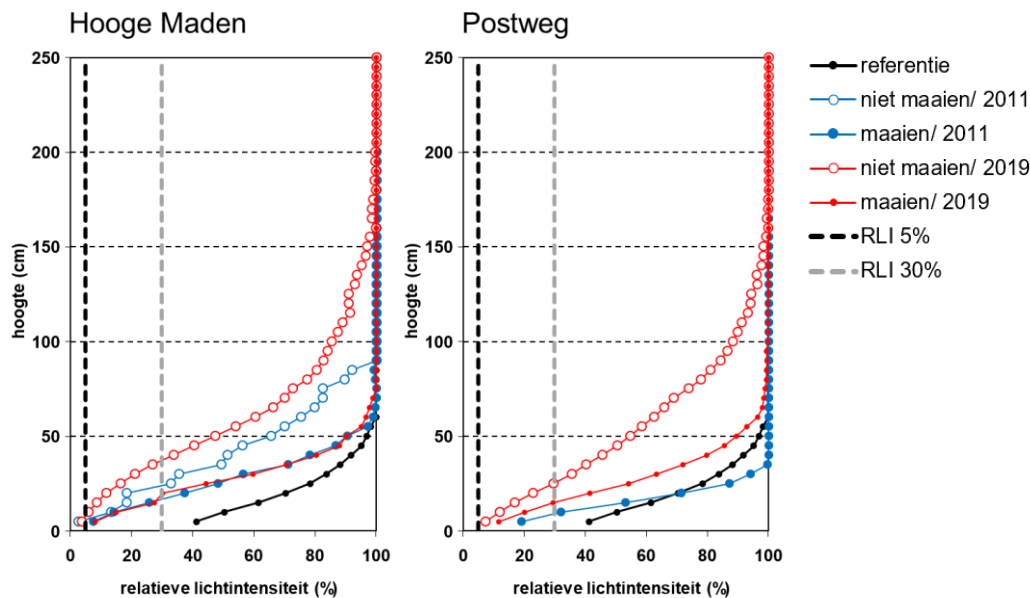 Hooge Maden
250
200
150
100
50
0
0 20 40 60 80 100
hoogte (cm)
relatieve lichtintensiteit (%)
Postweg
250
200
150
100
50
0
0 20 40 60 80 100
hoogte (cm)
relatieve lichtintensiteit (%)
referentie
niet maaien/ 2011
maaien/ 2011
niet maaien/ 2019
maaien/ 2019
RLI 5%
RLI 30%